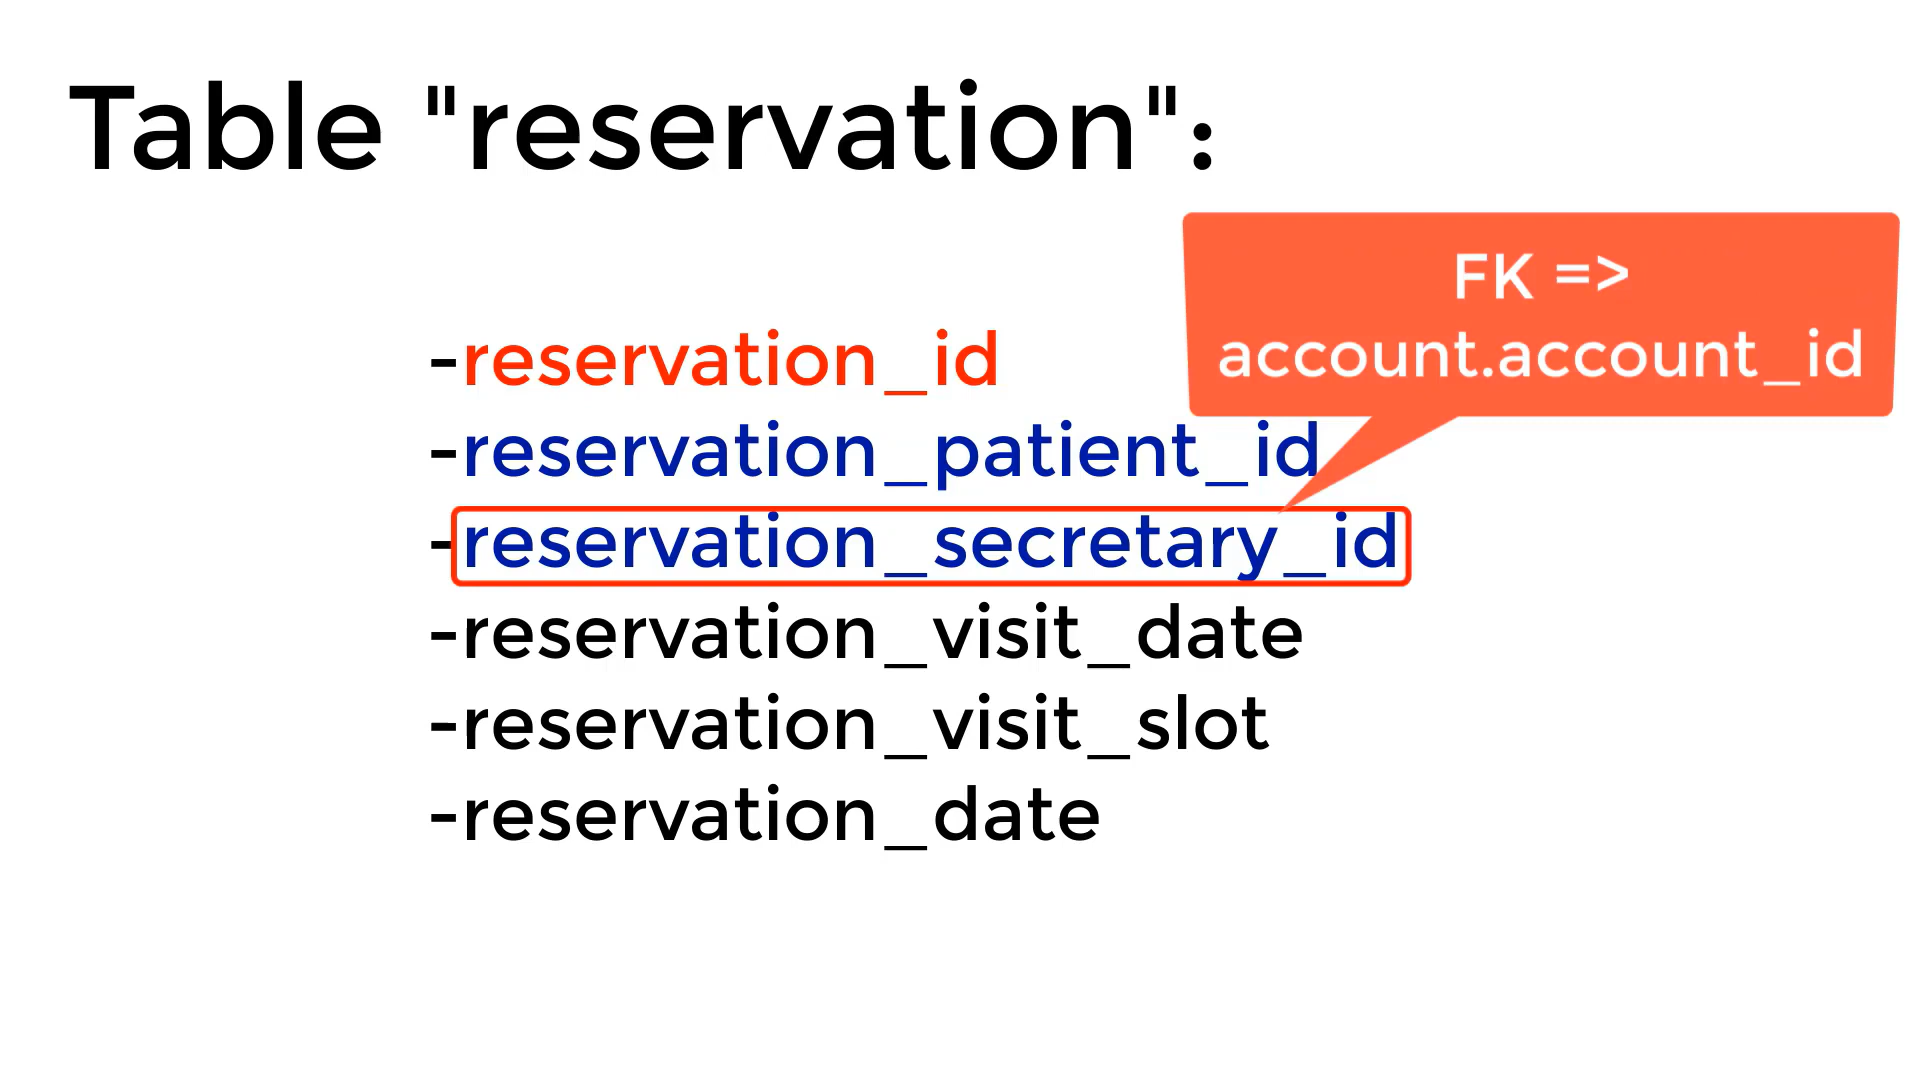 Table "reservation":
FK =>
account.account_id
-reservation_id
-reservation_patient_id
-reservation_secretary_id
-reservation_visit_date
-reservation_visit_slot
-reservation_date